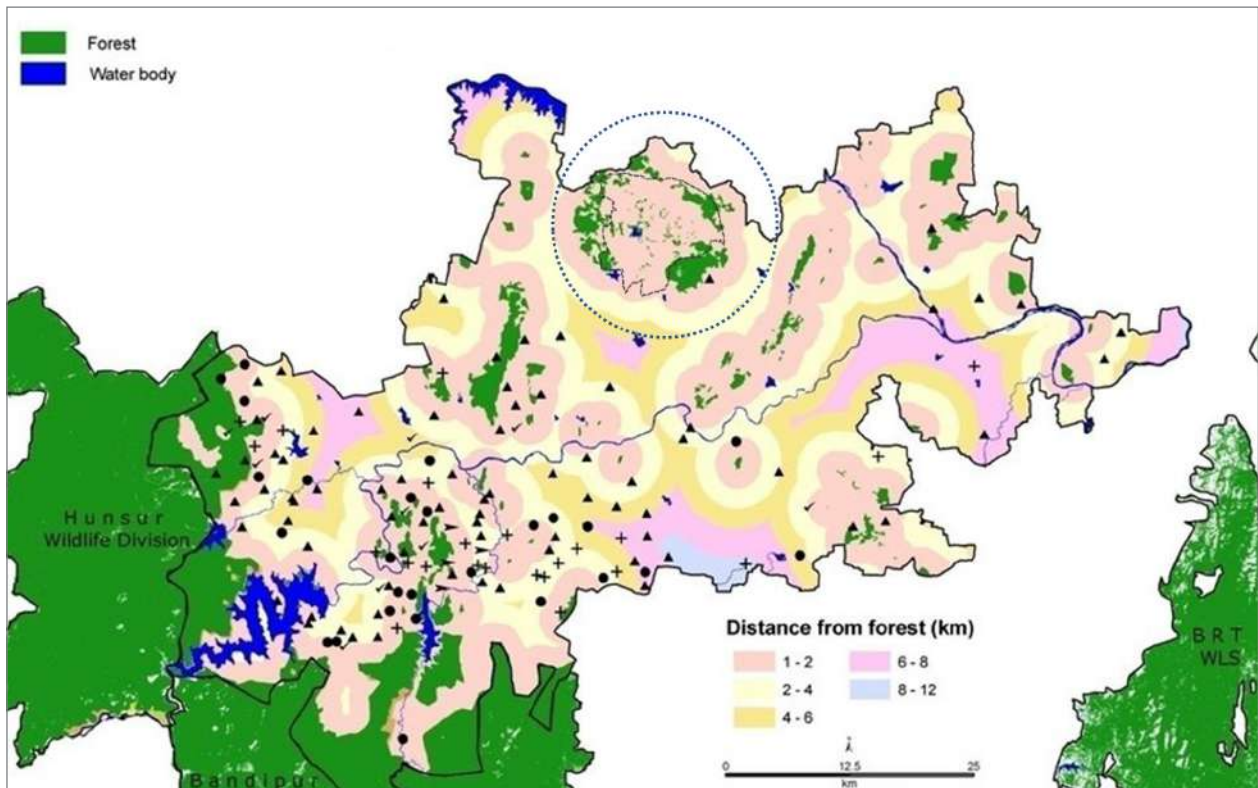 Forest
Water body
Hunsur
Wildlife Division
Bandipur
BRT
WLS
Distance from forest (km)
1 - 2
6 - 8
2 - 4
8 - 12
4 - 6
0
12.5
25
km